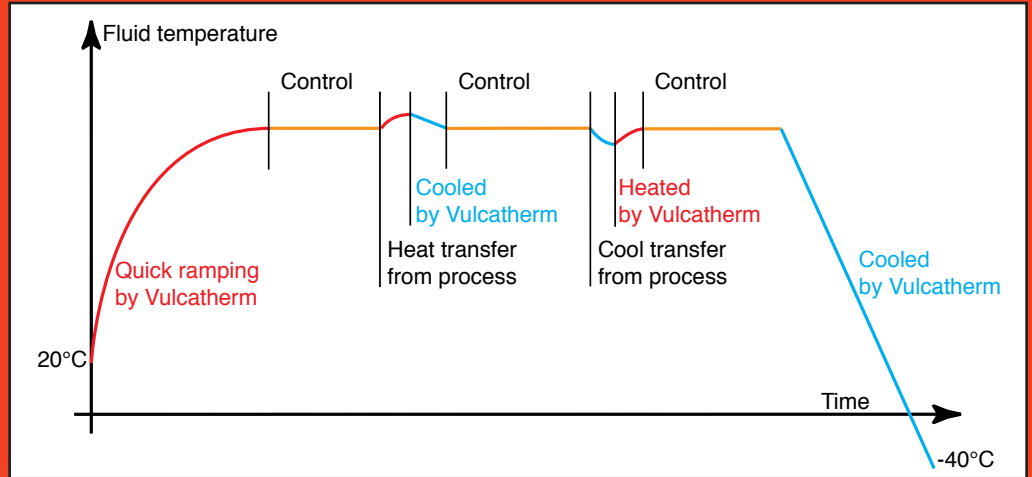 Fluid temperature
Control
Control
Control
Cooled
by Vulcatherm
Heated
by Vulcatherm
Heat transfer
from process
Cool transfer
from process
Quick ramping
by Vulcatherm
Cooled
by Vulcatherm
20°C
Time
-40°C